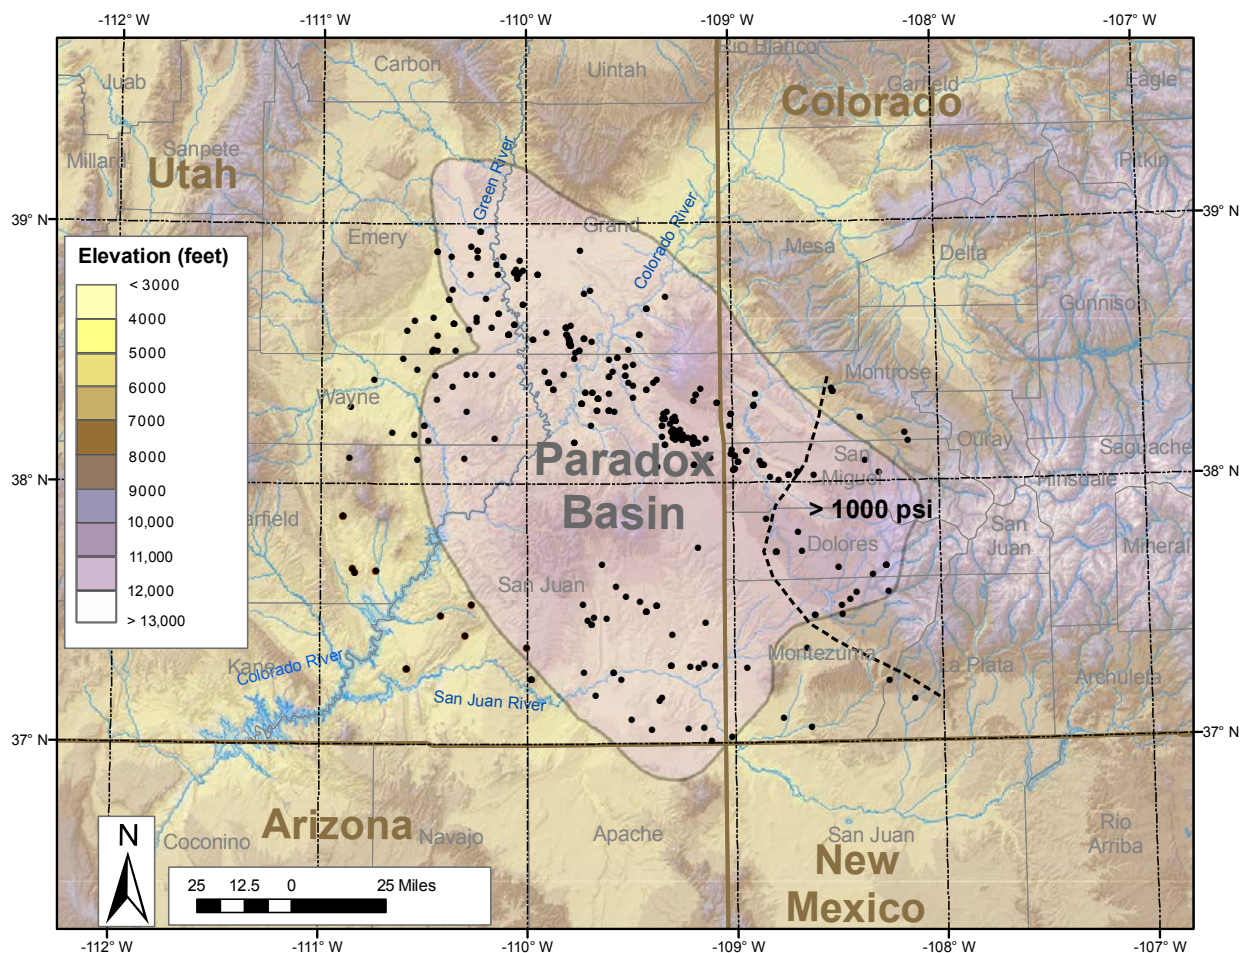 -112° W
-111° W
-110° W
-109° W
-108° W
-107° W
Rio Blanco
Carbon
Uintah
Juab
Garfield
Eagle
Colorado
Millard
Sanpete
Utah
Pitkin
Green River
39° N
39° N
Grand
Colorado River
Emery
Mesa
Delta
Elevation (feet)
< 3000
4000
5000
6000
7000
8000
9000
10,000
11,000
12,000
> 13,000
Gunnison
Montrose
Wayne
Ouray
Saguache
Paradox
Basin
San
Miguel
38° N
38° N
Hinsdale
> 1000 psi
arfield
San
Juan
Mineral
Dolores
San Juan
Kane
Colorado River
Montezuma
La Plata
Archuleta
San Juan River
37° N
37° N
Arizona
N
Coconino
Navajo
Apache
San Juan
Rio
Arriba
New
Mexico
25
12.5
0
25 Miles
-112° W
-111° W
-110° W
-109° W
-108° W
-107° W